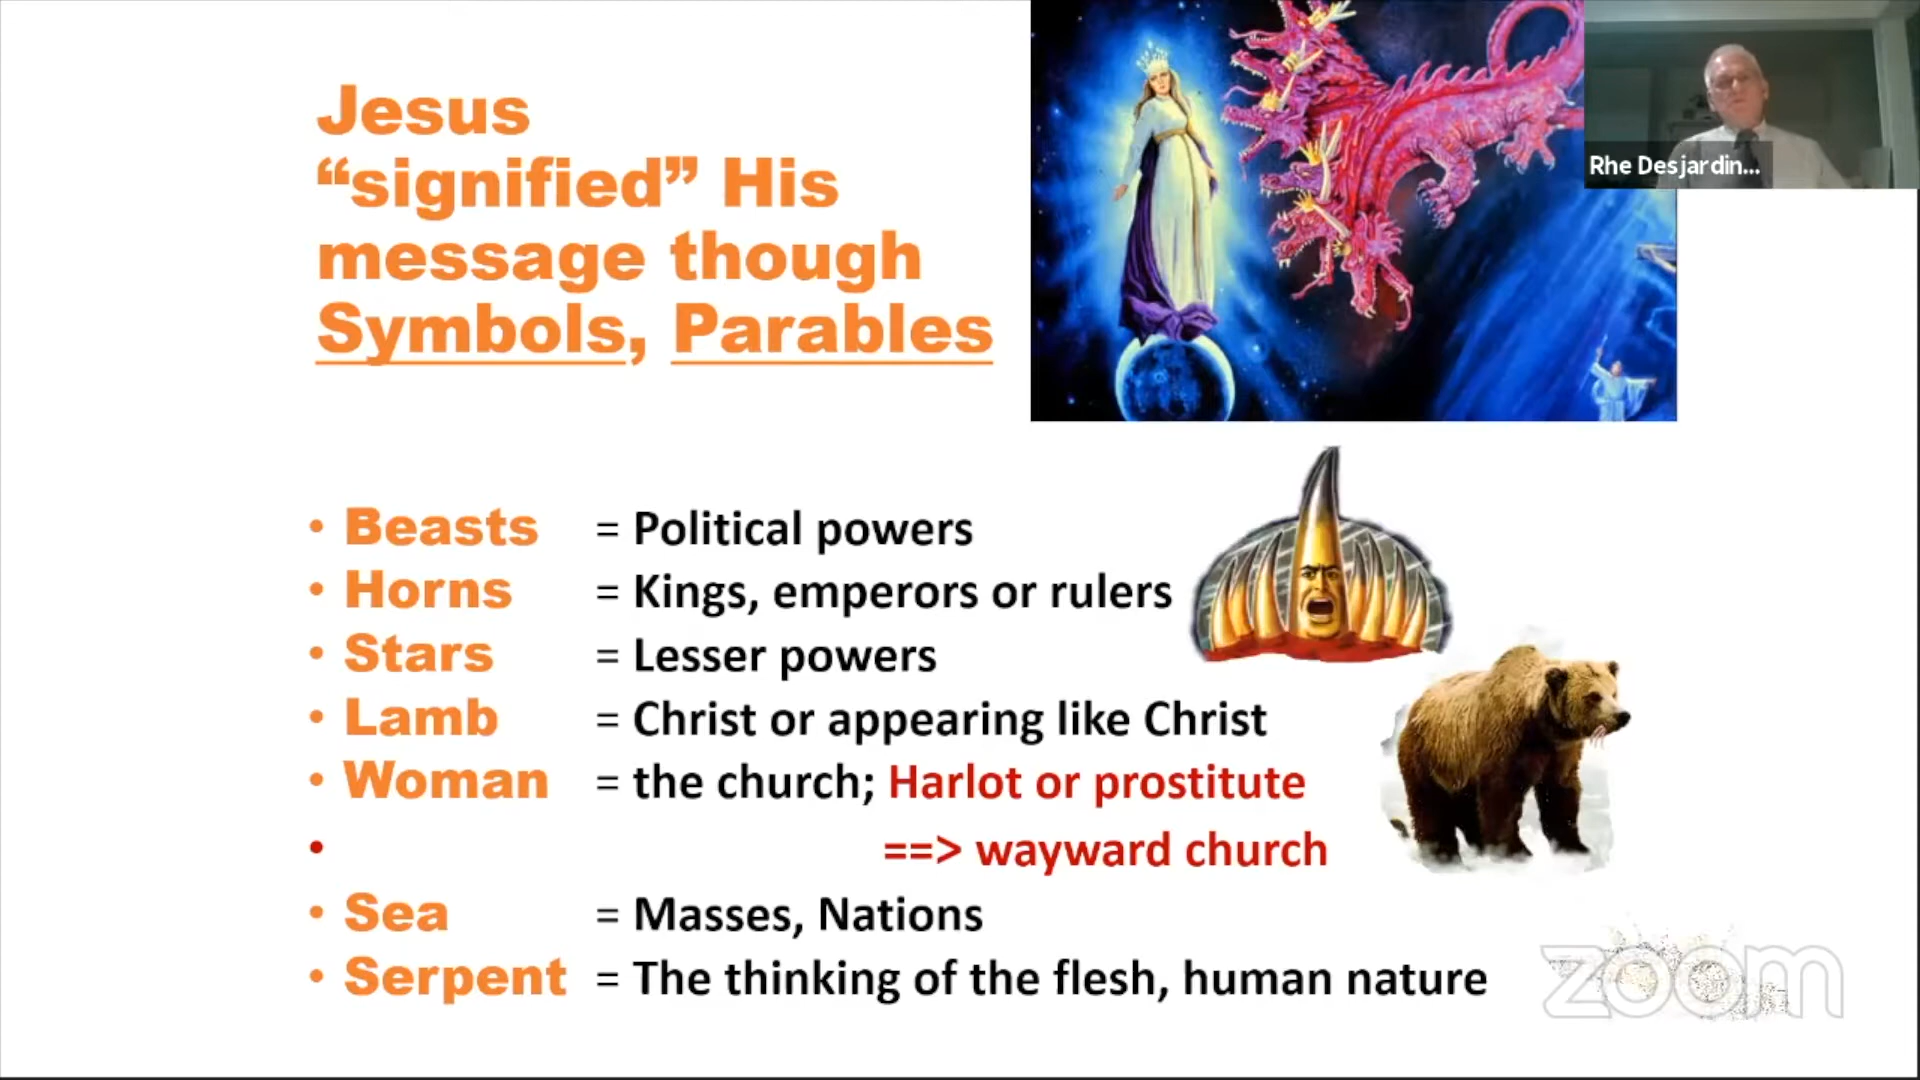 Jesus
“signified” His
message though
Symbols, Parables
Rhe Desjardin...
• Beasts = Political powers
• Horns = Kings, emperors or rulers
• Stars = Lesser powers
• Lamb = Christ or appearing like Christ
• Woman = the church; Harlot or prostitute
• ==> wayward church
• Sea = Masses, Nations
• Serpent = The thinking of the flesh, human nature
zoom